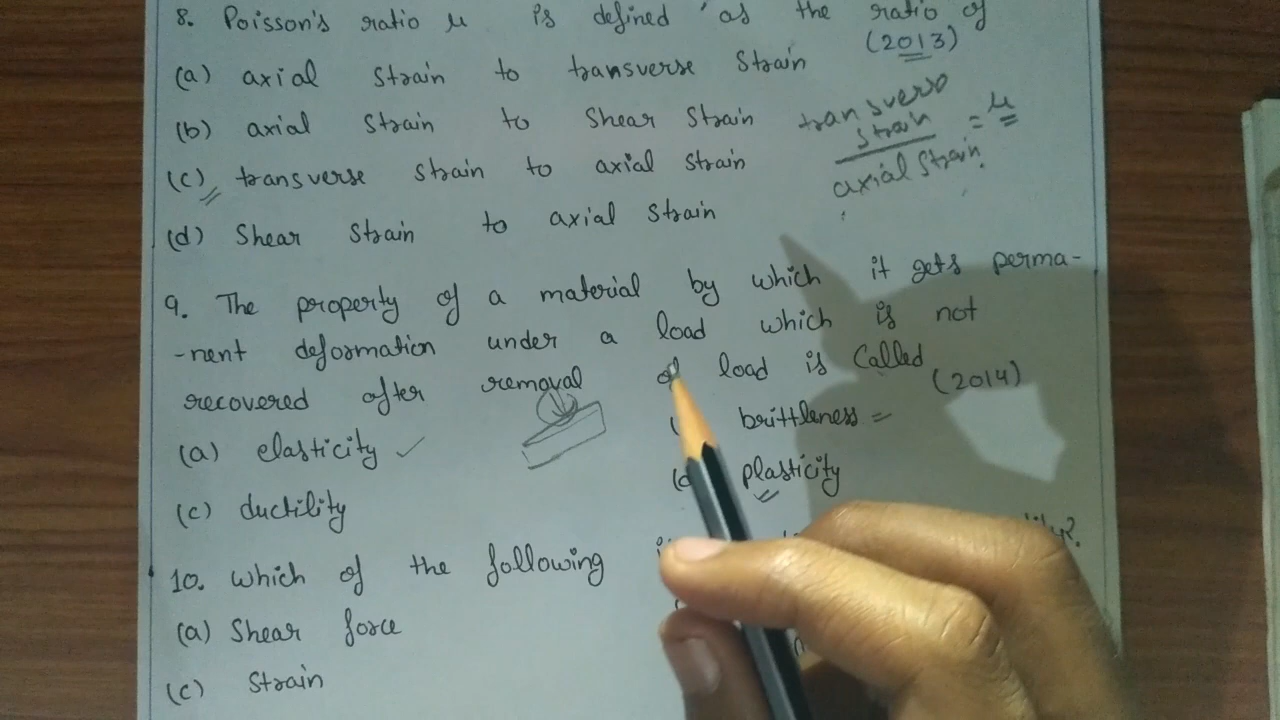 8. Poisson's ratio μ is defined as the ratio of
(a) axial strain to transverse strain (2013)
(b) axial strain to shear strain
(c) transverse strain to axial strain
(d) shear strain to axial strain
transverse
strain = μ
axial strain
9. The property of a material by which it gets perma-
-nent deformation under a load which is not
recovered after removal of load is called
(2014)
(a) elasticity ( brittleness =
(c) ductility (d plasticity
10. which of the following
(a) Shear force
(c) Strain